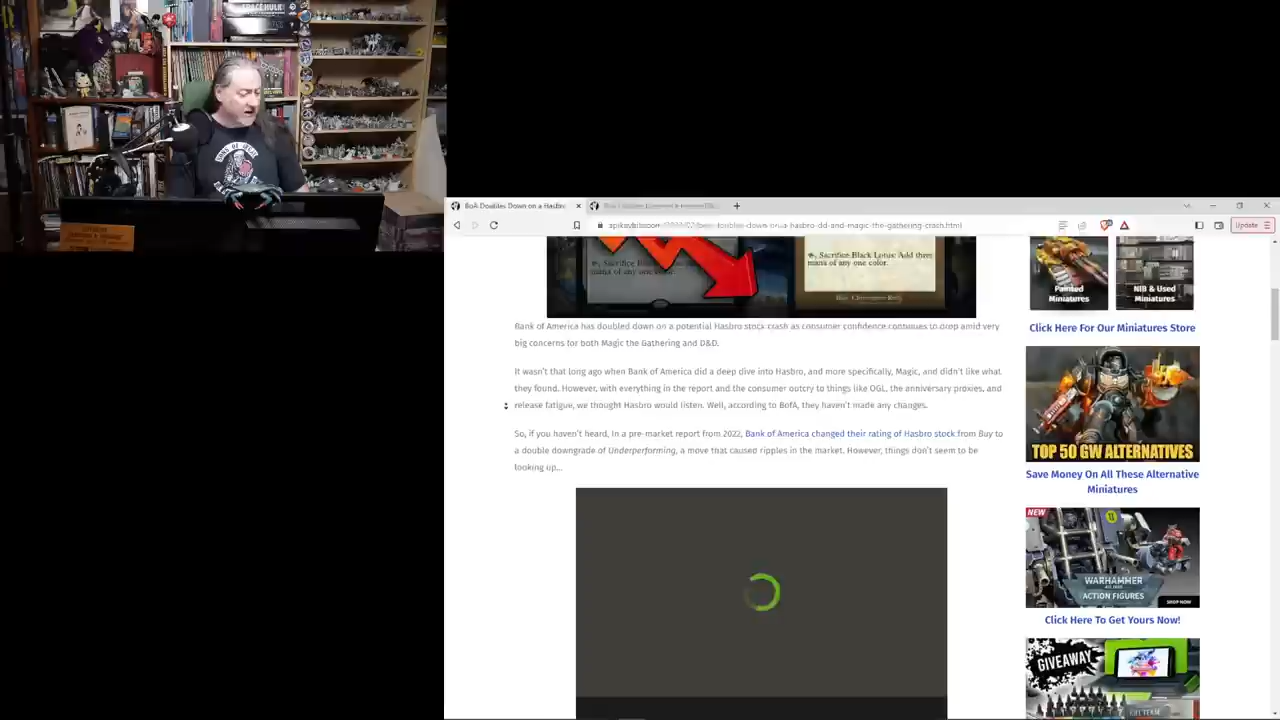 SPACE HULK
SONS OF
BoA Doubles Down on a Hasbro
Update
Sacrifice Black Lotus: Add three
mana of any one color.
Painted
Miniatures
NIB & Used
Miniatures
Click Here For Our Miniatures Store
Bank of America has doubled down on a potential Hasbro stock crash as consumer confidence continues to drop amid very
big concerns for both Magic the Gathering and D&D.
It wasn't that long ago when Bank of America did a deep dive into Hasbro, and more specifically, Magic, and didn't like what
they found. However, with everything in the report and the consumer outcry to things like OGL, the anniversary proxies, and
release fatigue, we thought Hasbro would listen. Well, according to BofA, they haven't made any changes.
So, if you haven't heard, In a pre-market report from 2022, Bank of America changed their rating of Hasbro stock from Buy to
a double downgrade of Underperforming, a move that caused ripples in the market. However, things don't seem to be
looking up...
TOP 50 GW ALTERNATIVES
Save Money On All These Alternative
Miniatures
NEW
WARHAMMER
ACTION FIGURES
SHOP NOW
Click Here To Get Yours Now!
GIVEAWAY
KILL TEAM